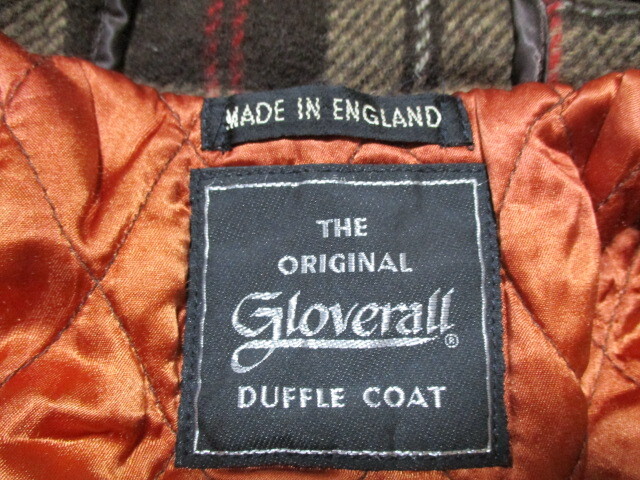 MADE IN ENGLAND
THE
ORIGINAL
Gloverall®
DUFFLE COAT